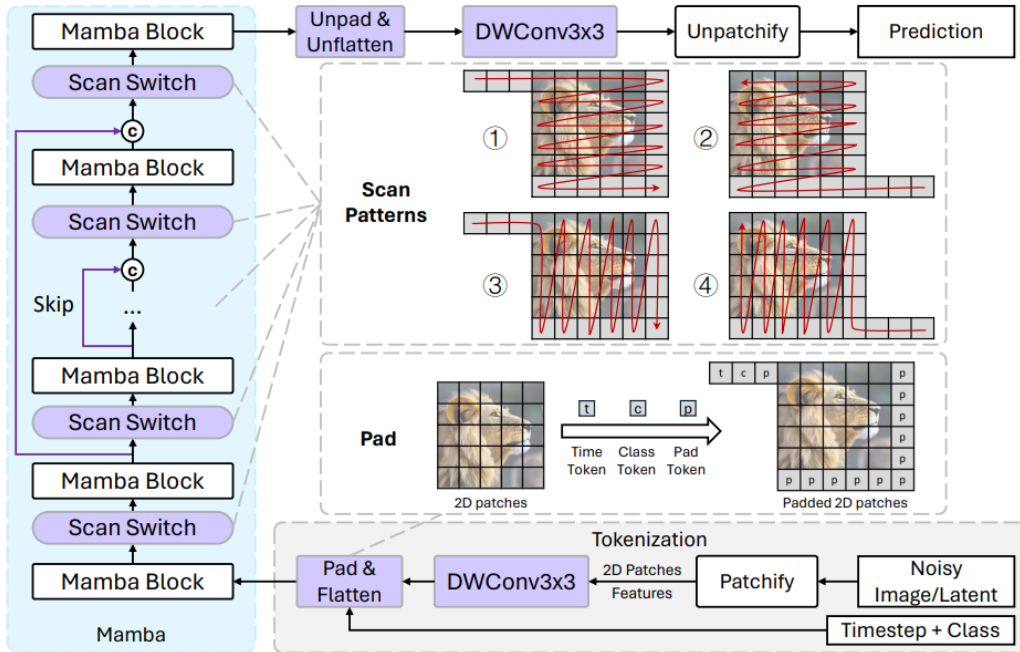 Mamba Block
Scan Switch
c
Mamba Block
Scan Switch
c
Skip
...
Mamba Block
Scan Switch
Mamba Block
Scan Switch
Mamba Block
Mamba
Unpad &
Unflatten
DWConv3x3
Unpatchify
Prediction
Scan
Patterns
①
②
③
④
Pad
2D patches
t c p
Time
Token
Class
Token
Pad
Token
t c p p
p
p
p
p
p p p p p p
Padded 2D patches
Tokenization
Pad &
Flatten
DWConv3x3
2D Patches
Features
Patchify
Noisy
Image/Latent
Timestep + Class